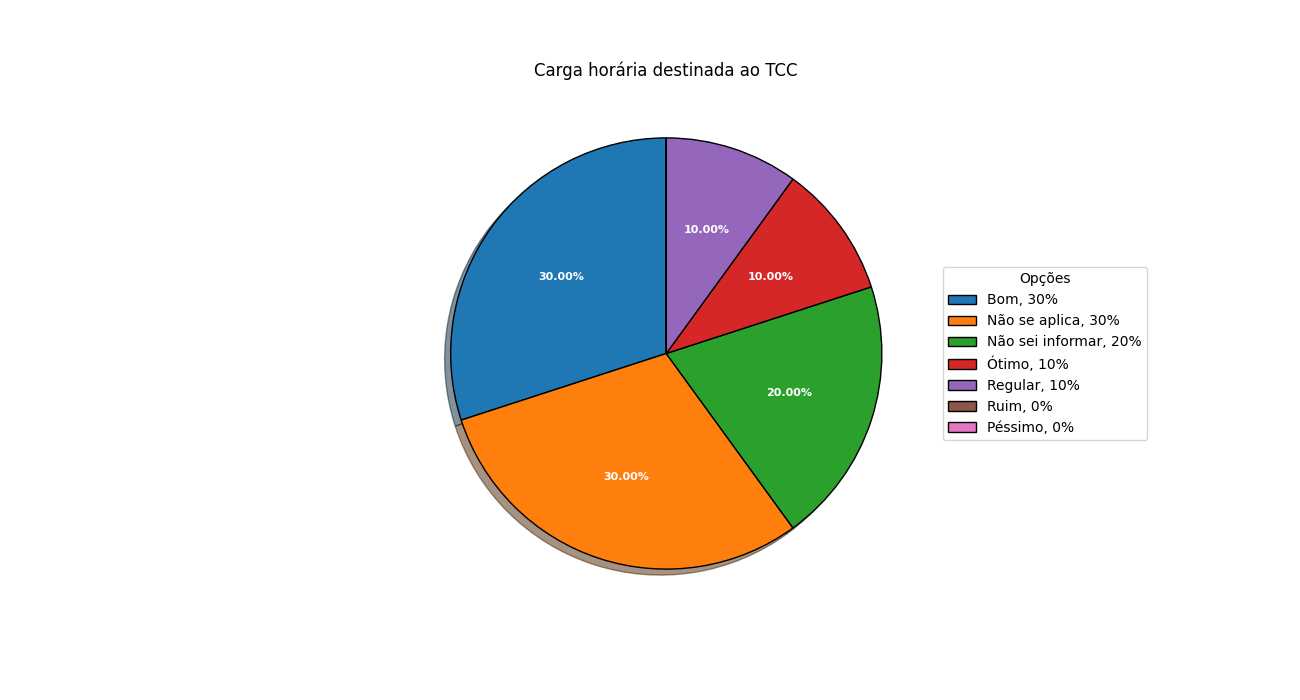 Carga horária destinada ao TCC
10.00%
30.00%
10.00%
20.00%
30.00%
Opções
Bom, 30%
Não se aplica, 30%
Não sei informar, 20%
Ótimo, 10%
Regular, 10%
Ruim, 0%
Péssimo, 0%